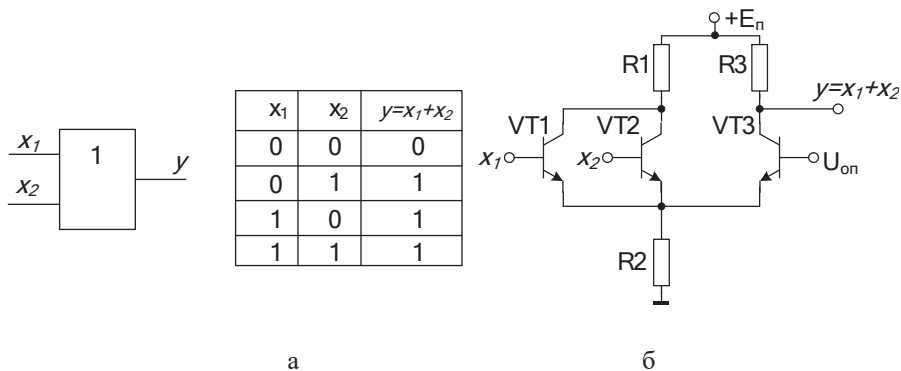 x₁
x₂
1
y
x₁ x₂ y=x₁+x₂
0 0 0
0 1 1
1 0 1
1 1 1
+Eп
R1 R3
y=x₁+x₂
VT1 VT2 VT3
x₁ x₂ Uоп
R2
а б